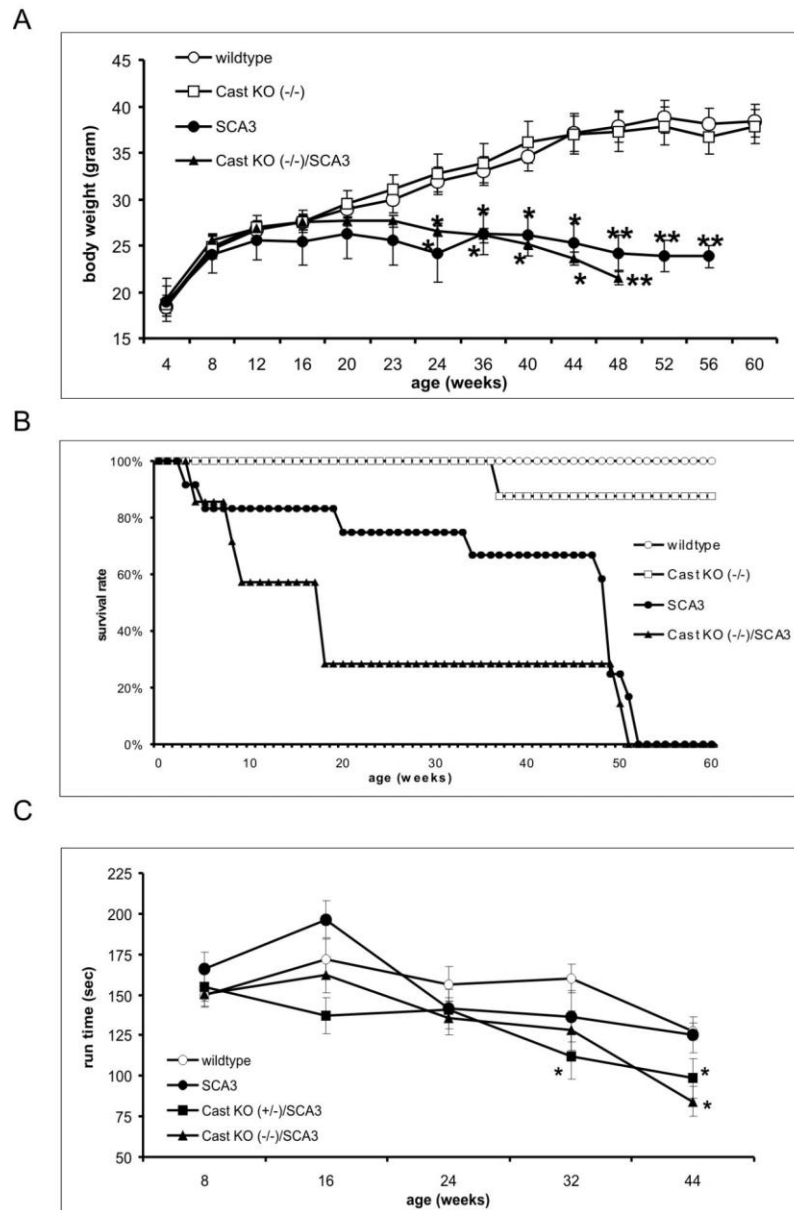 A
wildtype
Cast KO (-/-)
SCA3
Cast KO (-/-)/SCA3
body weight (gram)
45
40
35
30
25
20
15
* * * * ** ** **
* * * * **
4 8 12 16 20 23 24 36 40 44 48 52 56 60
age (weeks)
B
100%
80%
60%
40%
20%
0%
survival rate
wildtype
Cast KO (-/-)
SCA3
Cast KO (-/-)/SCA3
0 10 20 30 40 50 60
age (weeks)
C
225
200
175
150
125
100
75
50
run time (sec)
wildtype
SCA3
Cast KO (+/-)/SCA3
Cast KO (-/-)/SCA3
* *
*
8 16 24 32 44
age (weeks)